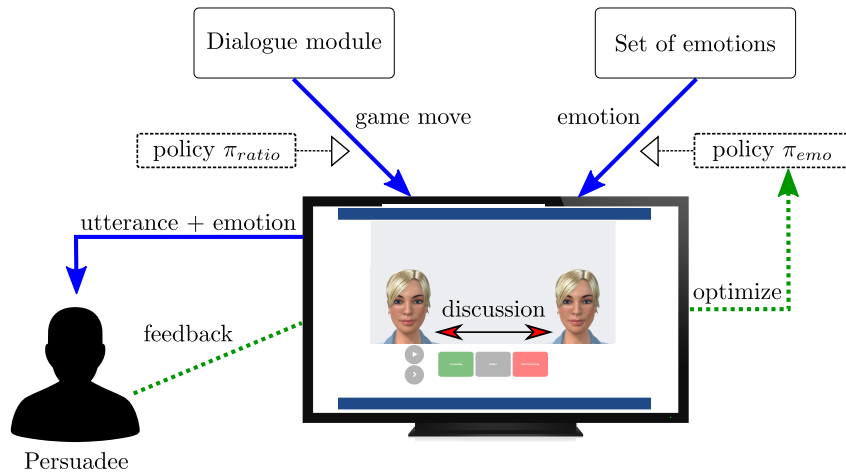 Dialogue module
Set of emotions
game move
emotion
policy π_ratio
policy π_emo
utterance + emotion
discussion
optimize
feedback
Persuadee